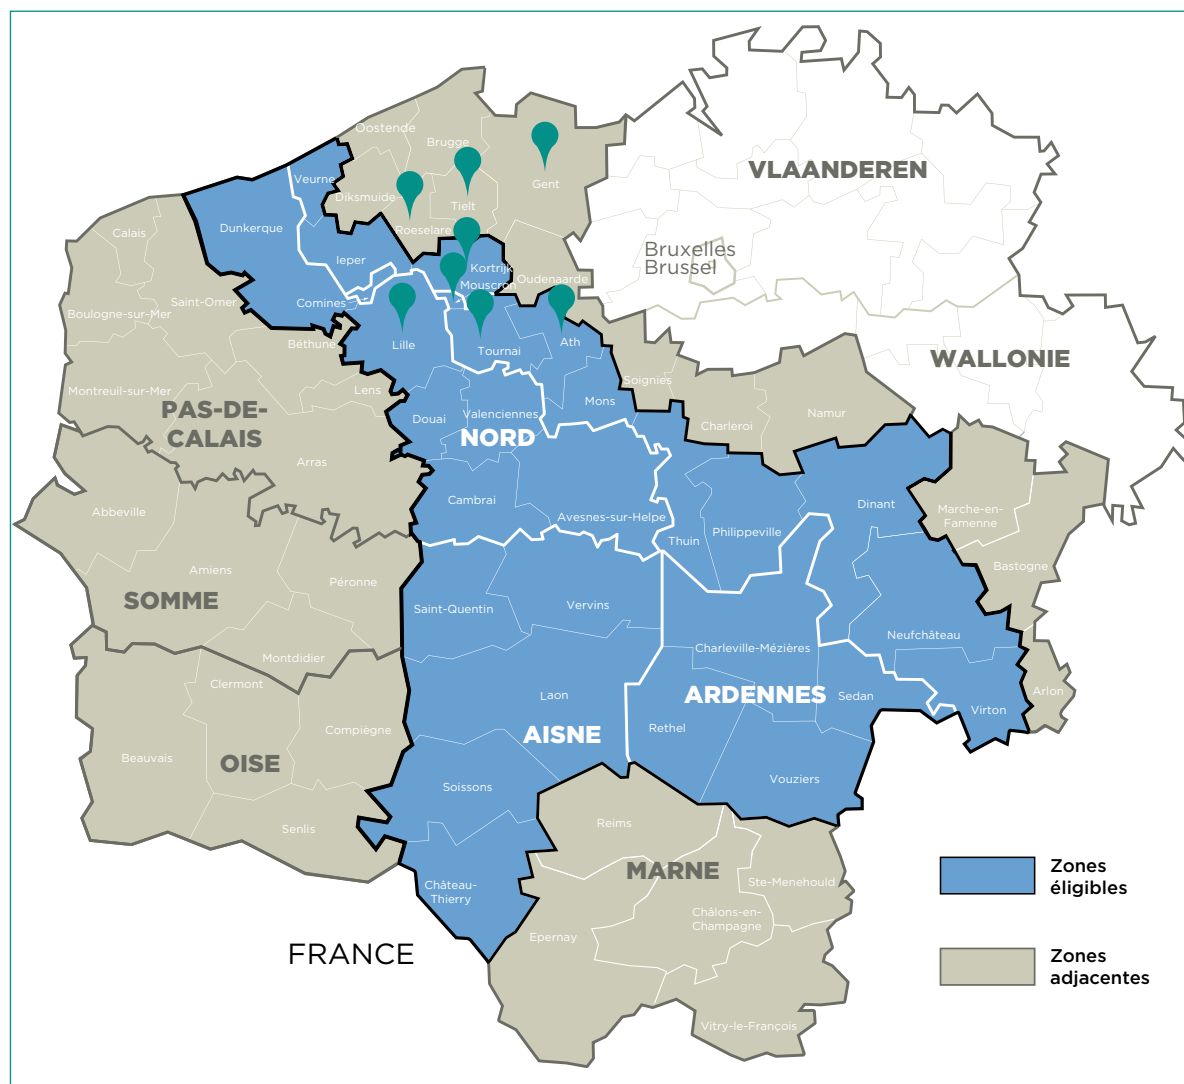 Oostende
Brugge
Gent
Veurne
Diksmuide
Tielt
Roeselare
Dunkerque
Calais
VLAANDEREN
Bruxelles
Brussel
Ieper
Kortrijk
Mouscron
Oudenaarde
Saint-Omer
Comines
Boulogne-sur-Mer
Béthune
Lille
Tournai
Ath
WALLONIE
Montreuil-sur-Mer
Lens
Soignies
Mons
PAS-DE-
CALAIS
Douai
Valenciennes
NORD
Charleroi
Namur
Arras
Abbeville
Cambrai
Avesnes-sur-Helpe
Thuin
Philippeville
Dinant
Marche-en-
Famenne
Bastogne
Amiens
Péronne
SOMME
Saint-Quentin
Vervins
Neufchâteau
Montdidier
Charleville-Mézières
Clermont
Laon
ARDENNES
Sedan
Arlon
Virton
Compiègne
Rethel
AISNE
Beauvais
OISE
Soissons
Vouziers
Senlis
Reims
MARNE
Ste-Menehould
Château-
Thierry
Châlons-en-
Champagne
Epernay
FRANCE
Vitry-le-François
Zones
éligibles
Zones
adjacentes